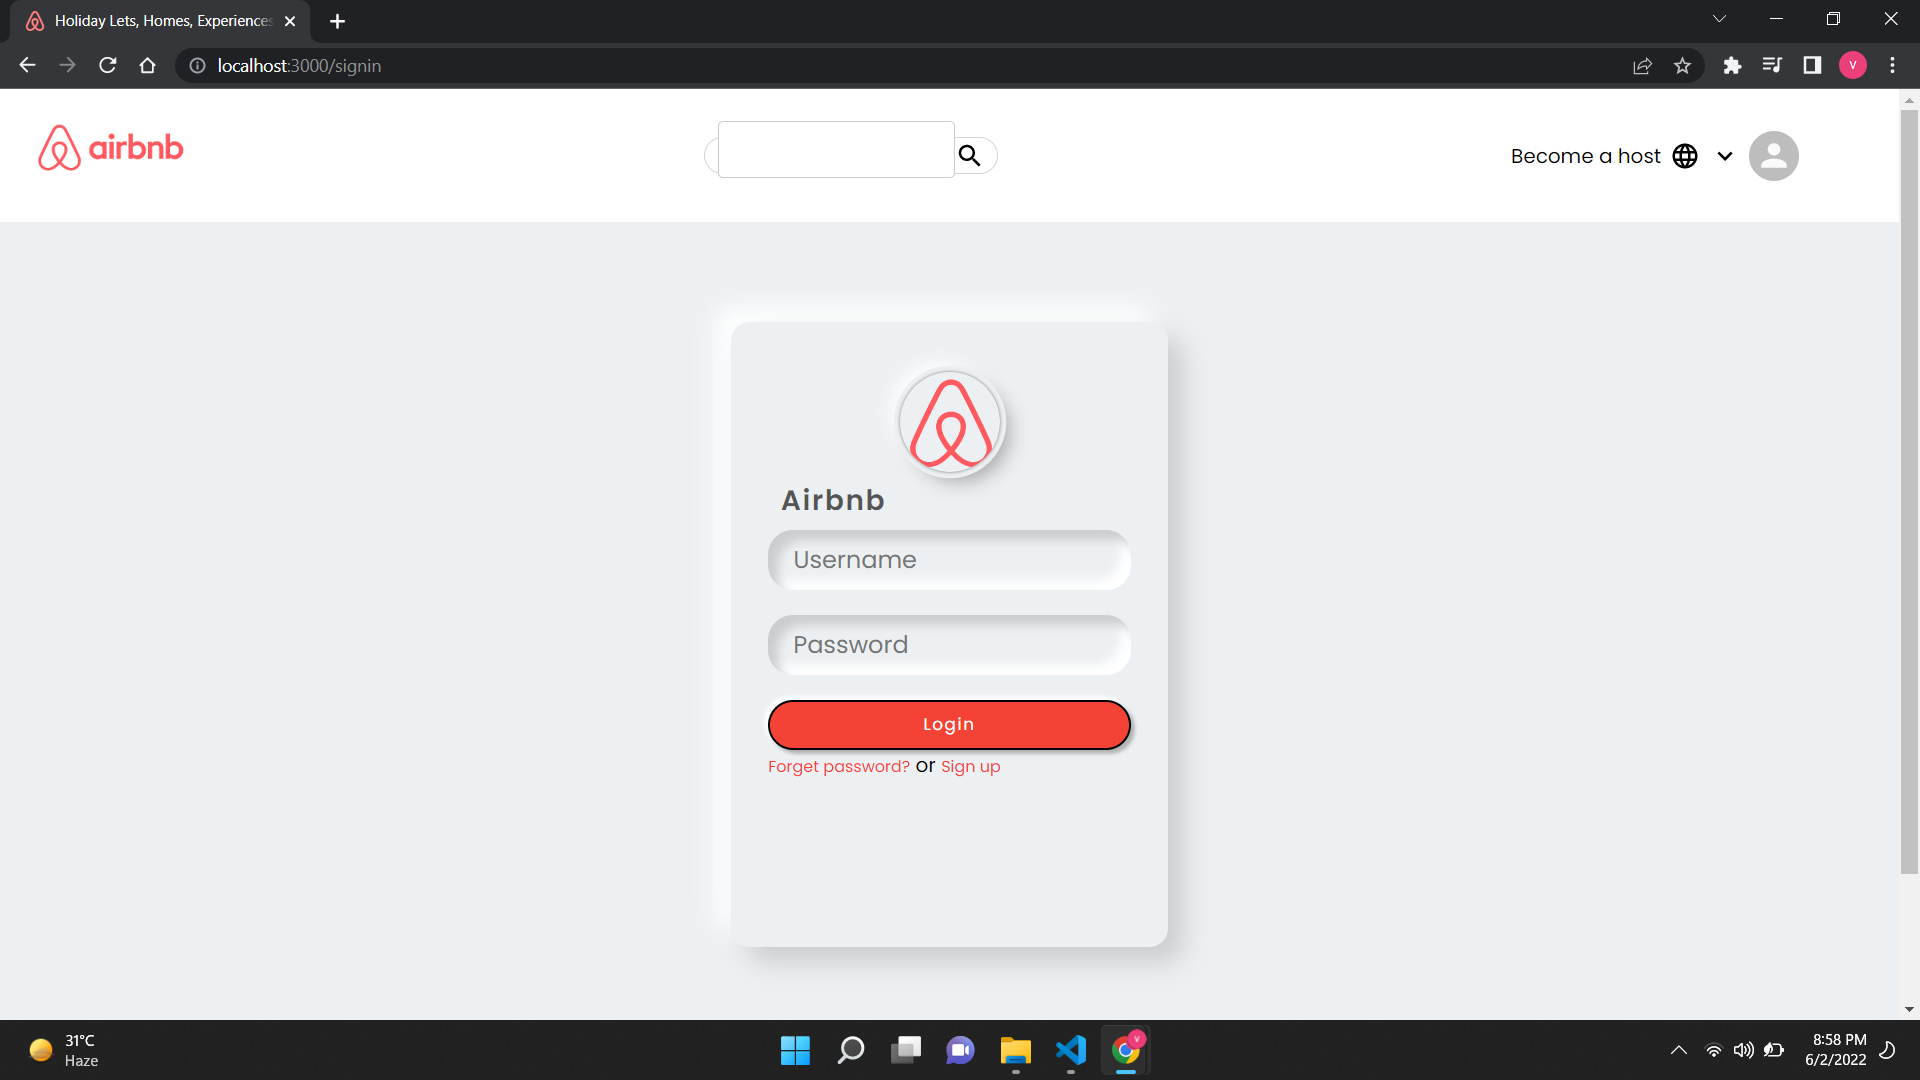 Holiday Lets, Homes, Experiences
localhost:3000/signin
V
airbnb
Become a host
Airbnb
Username
Password
Login
Forget password? or Sign up
31°C
Haze
V
8:58 PM
6/2/2022